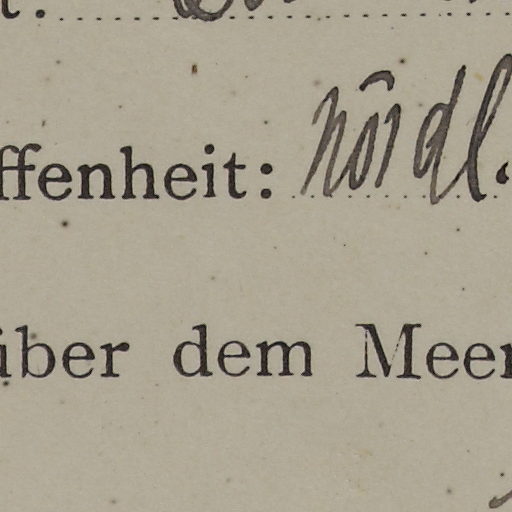 ffenheit: nördl.
über dem Meer